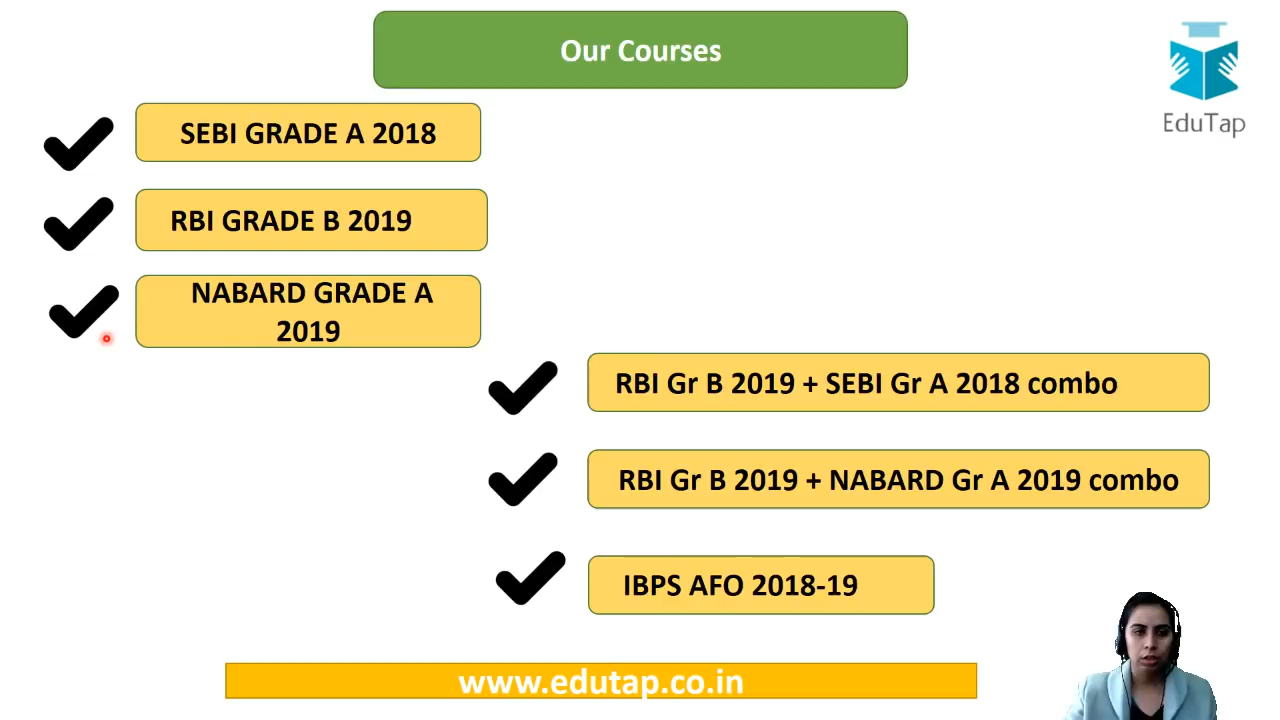 Our Courses
EduTap
SEBI GRADE A 2018
RBI GRADE B 2019
NABARD GRADE A
2019
RBI Gr B 2019 + SEBI Gr A 2018 combo
RBI Gr B 2019 + NABARD Gr A 2019 combo
IBPS AFO 2018-19
www.edutap.co.in